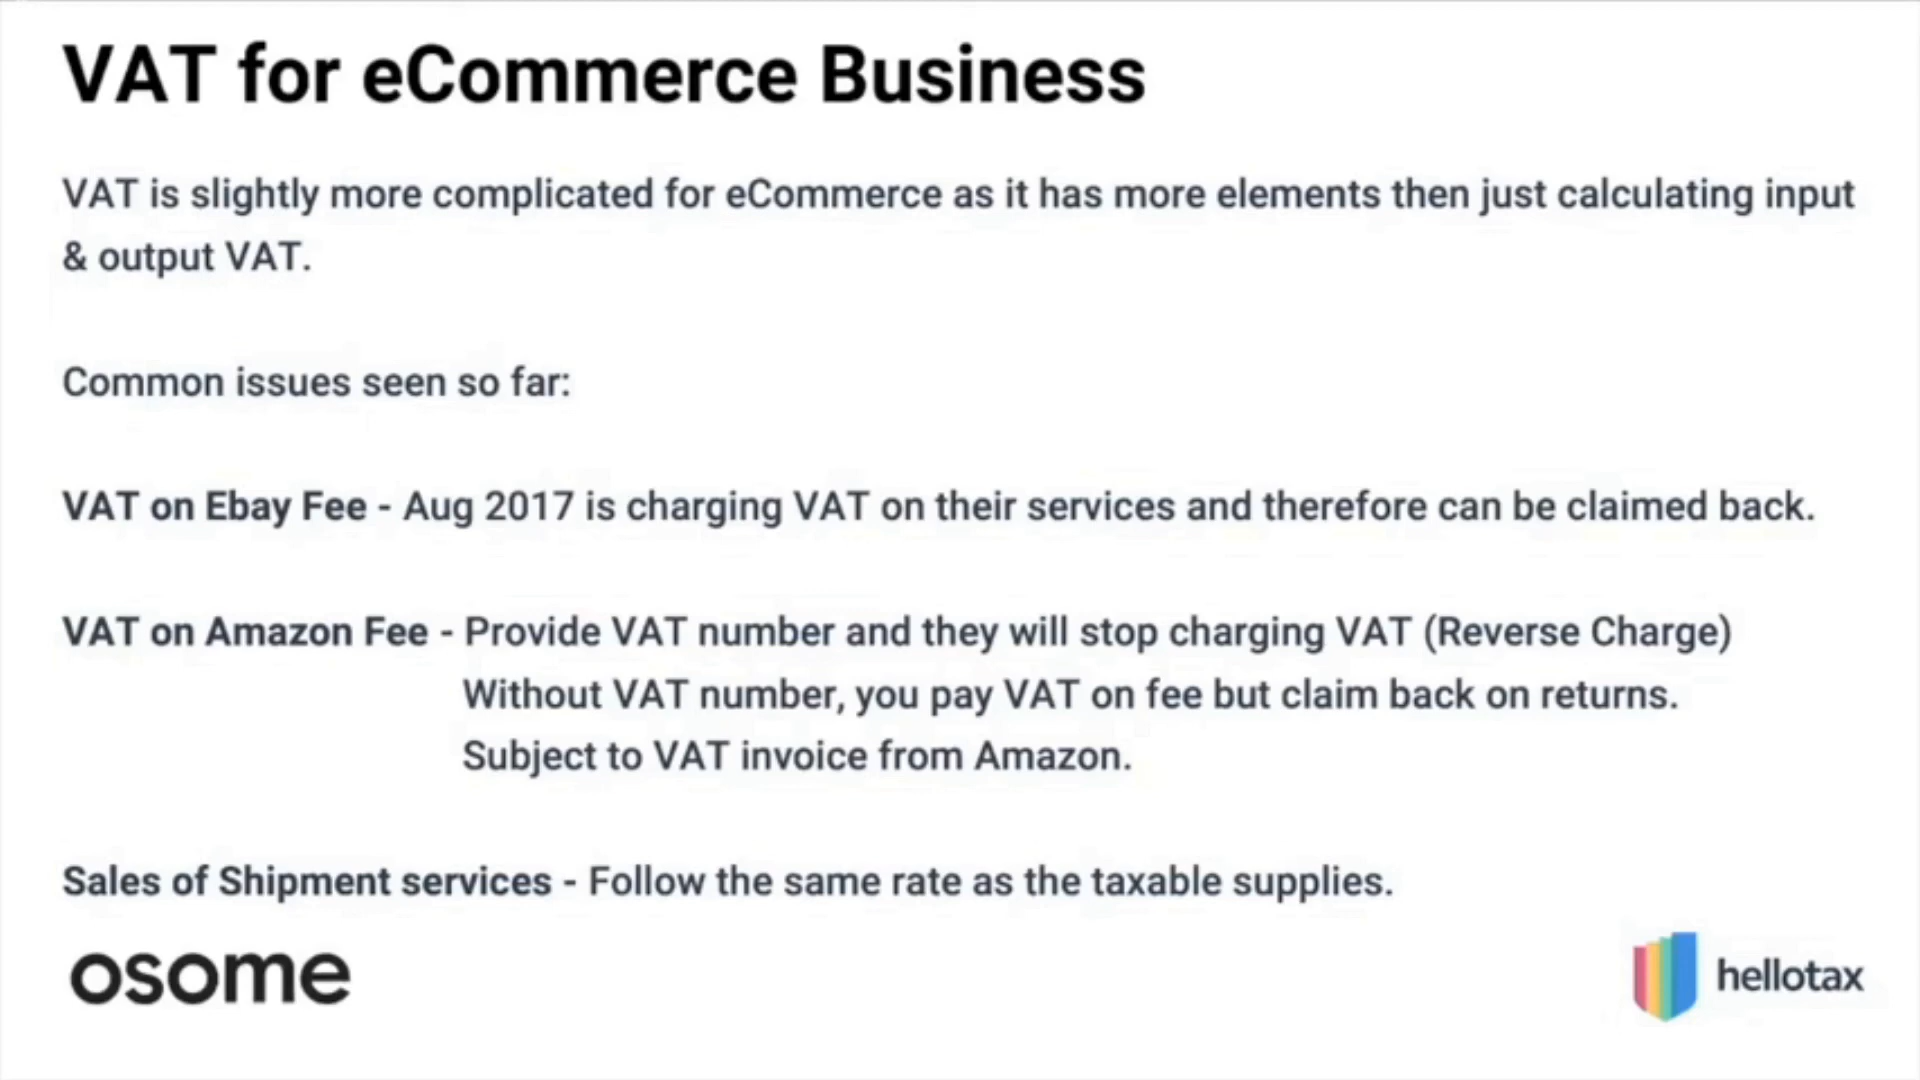 VAT for eCommerce Business
VAT is slightly more complicated for eCommerce as it has more elements then just calculating input
& output VAT.
Common issues seen so far:
VAT on Ebay Fee - Aug 2017 is charging VAT on their services and therefore can be claimed back.
VAT on Amazon Fee - Provide VAT number and they will stop charging VAT (Reverse Charge)
Without VAT number, you pay VAT on fee but claim back on returns.
Subject to VAT invoice from Amazon.
Sales of Shipment services - Follow the same rate as the taxable supplies.
osome
hellotax